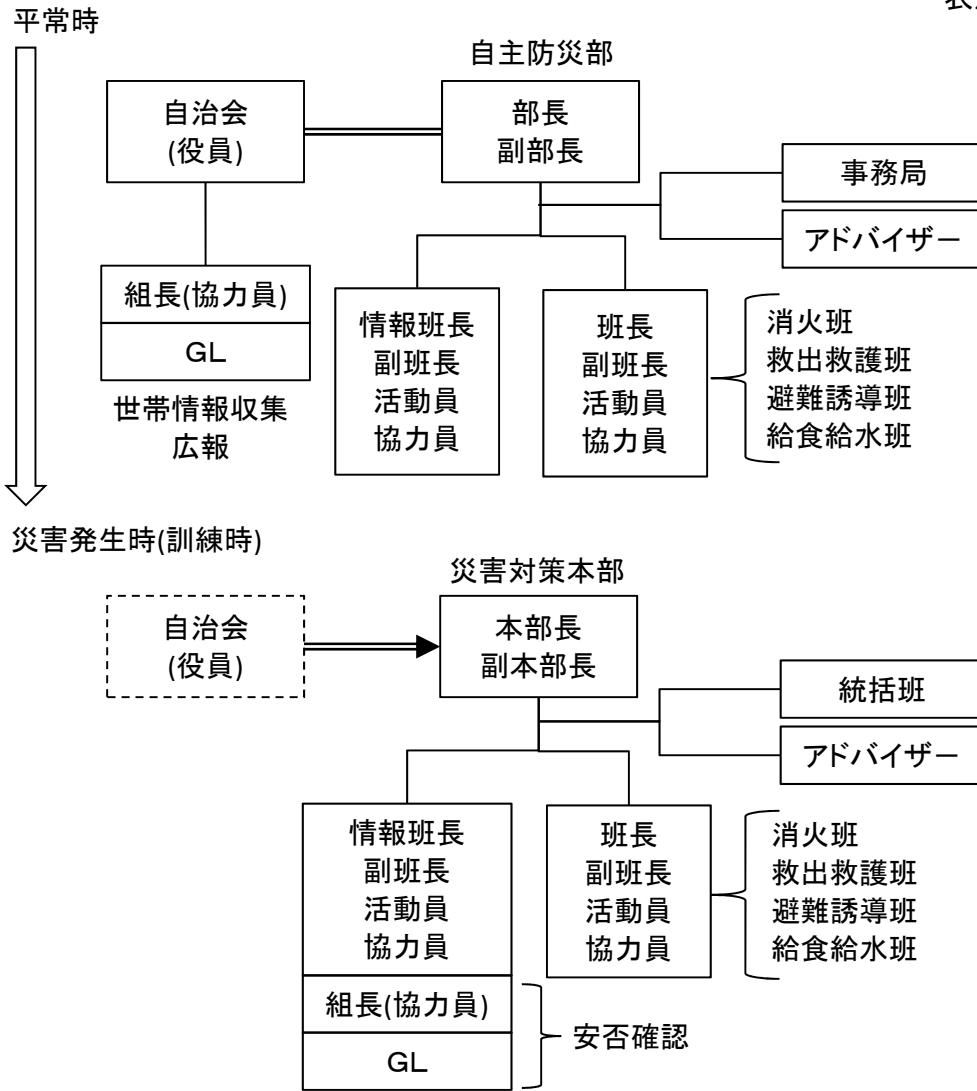 平常時
自主防災部
自治会
(役員)
部長
副部長
事務局
アドバイザー
組長(協力員)
GL
世帯情報収集
広報
情報班長
副班長
活動員
協力員
班長
副班長
活動員
協力員
消火班
救出救護班
避難誘導班
給食給水班
災害発生時(訓練時)
災害対策本部
自治会
(役員)
本部長
副本部長
統括班
アドバイザー
情報班長
副班長
活動員
協力員
組長(協力員)
GL
安否確認
班長
副班長
活動員
協力員
消火班
救出救護班
避難誘導班
給食給水班